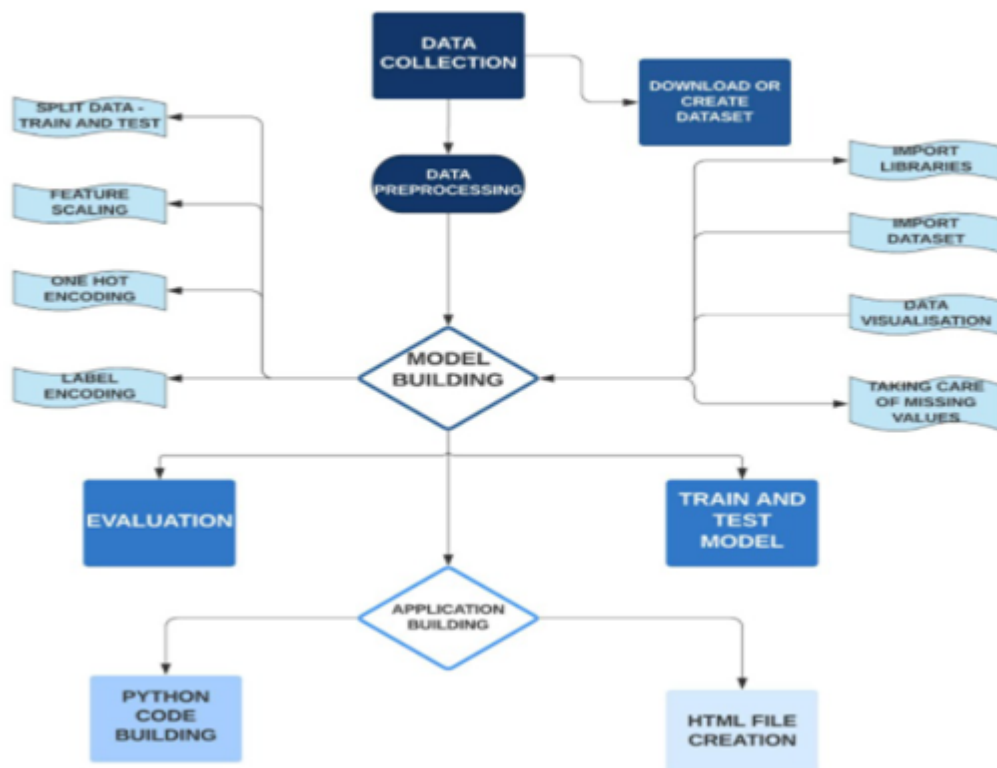 DATA
COLLECTION
DOWNLOAD OR
CREATE
DATASET
SPLIT DATA -
TRAIN AND TEST
DATA
PREPROCESSING
IMPORT
LIBRARIES
FEATURE
SCALING
IMPORT
DATASET
ONE HOT
ENCODING
DATA
VISUALISATION
MODEL
BUILDING
LABEL
ENCODING
TAKING CARE
OF MISSING
VALUES
EVALUATION
TRAIN AND
TEST
MODEL
APPLICATION
BUILDING
PYTHON
CODE
BUILDING
HTML FILE
CREATION